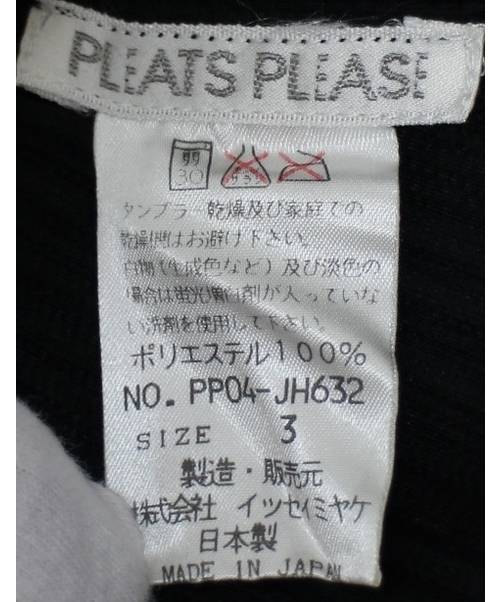 PLEATS PLEASE
弱
30
タンブラー乾燥及び家庭での
乾燥機はお避け下さい。
白物(生成色など)及び淡色の
場合は蛍光増白剤が入っていな
い洗剤を使用して下さい。
ポリエステル100%
NO. PP04-JH632
SIZE 3
製造・販売元
株式会社 イッセイミヤケ
日本製
MADE IN JAPAN